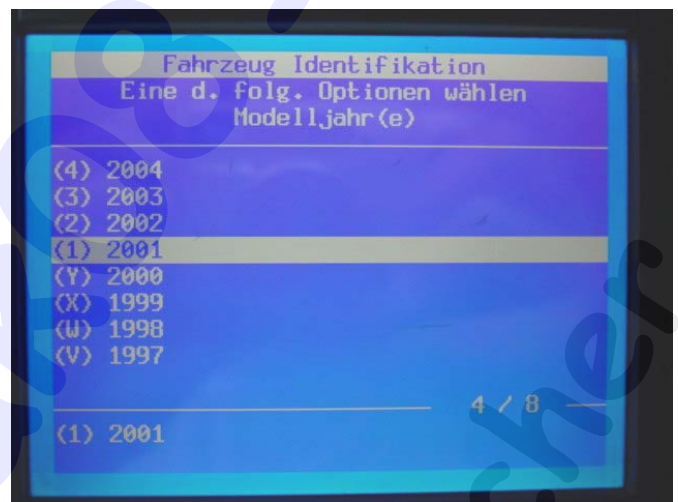 Fahrzeug Identifikation
Eine d. folg. Optionen wählen
Modelljahr(e)
(4) 2004
(3) 2003
(2) 2002
(1) 2001
(Y) 2000
(X) 1999
(W) 1998
(V) 1997
4 / 8
(1) 2001